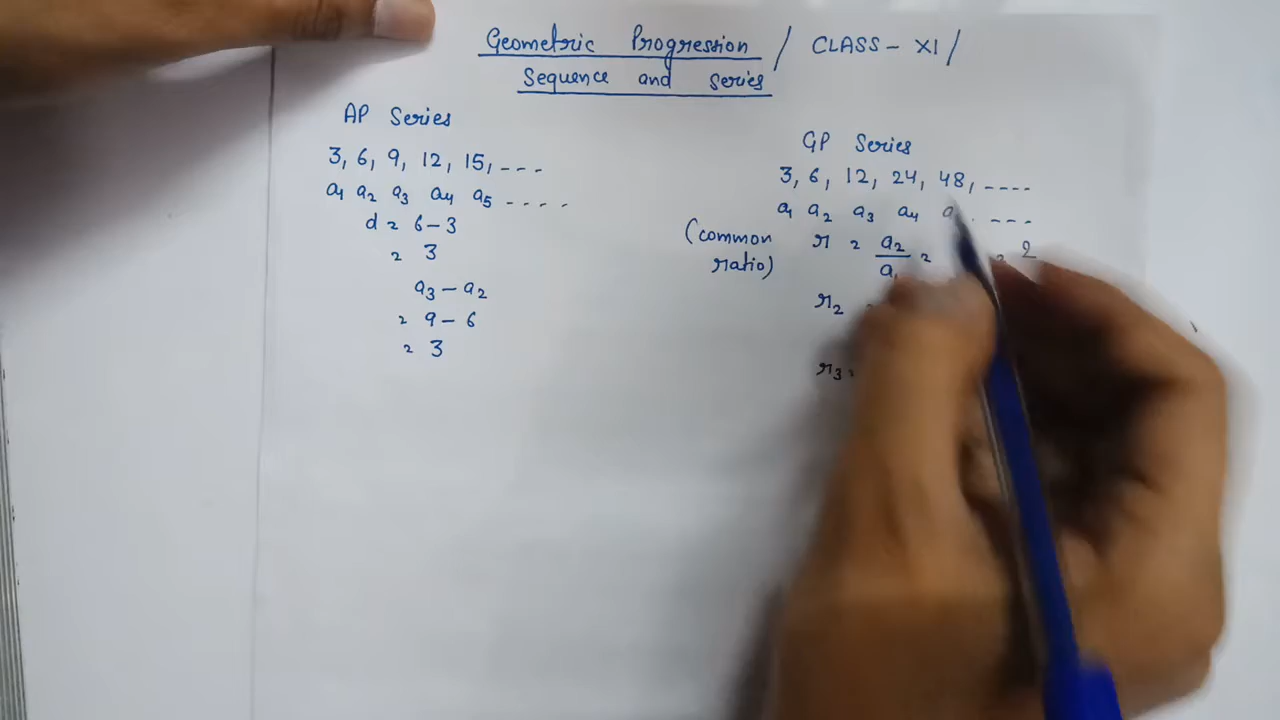 Geometric Progression / CLASS - XI /
Sequence and Series
AP Series
3, 6, 9, 12, 15, ----
a1 a2 a3 a4 a5 ----
d = 6 - 3
= 3
a3 - a2
= 9 - 6
= 3
GP Series
3, 6, 12, 24, 48, ----
a1 a2 a3 a4 a ---
(common ratio)
r = a2/a1 = = 2
r2
r3 =